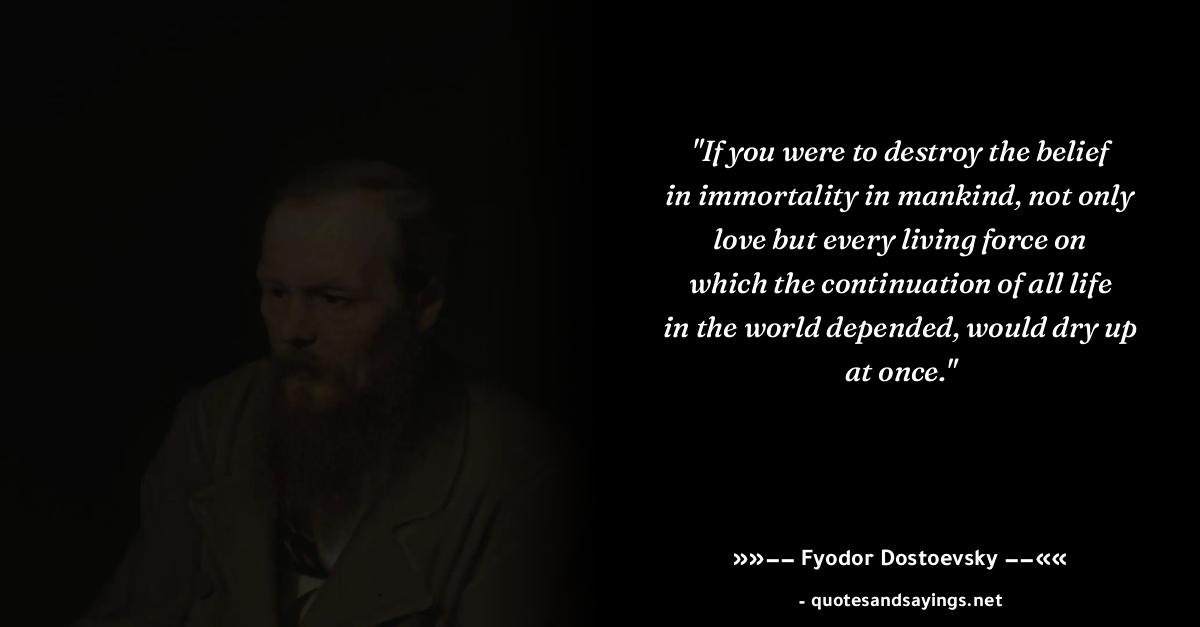 "If you were to destroy the belief
in immortality in mankind, not only
love but every living force on
which the continuation of all life
in the world depended, would dry up
at once."
»»–– Fyodor Dostoevsky ––««
- quotesandsayings.net